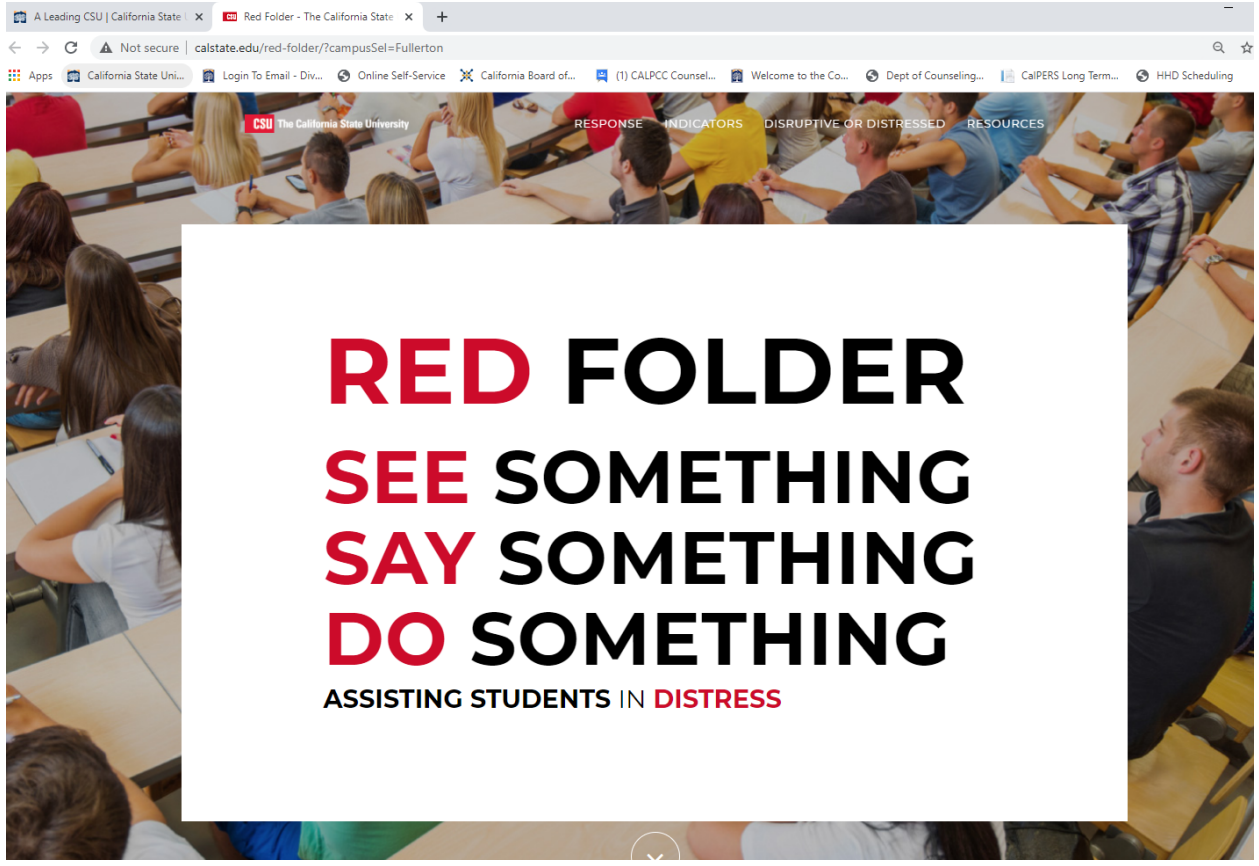 A Leading CSU | California State
Red Folder - The California State
Not secure | calstate.edu/red-folder/?campusSel=Fullerton
Apps California State Uni... Login To Email - Div... Online Self-Service California Board of... (1) CALPCC Counsel... Welcome to the Co... Dept of Counseling... CalPERS Long Term... HHD Scheduling
CSU The California State University RESPONSE INDICATORS DISRUPTIVE OR DISTRESSED RESOURCES
RED FOLDER
SEE SOMETHING
SAY SOMETHING
DO SOMETHING
ASSISTING STUDENTS IN DISTRESS